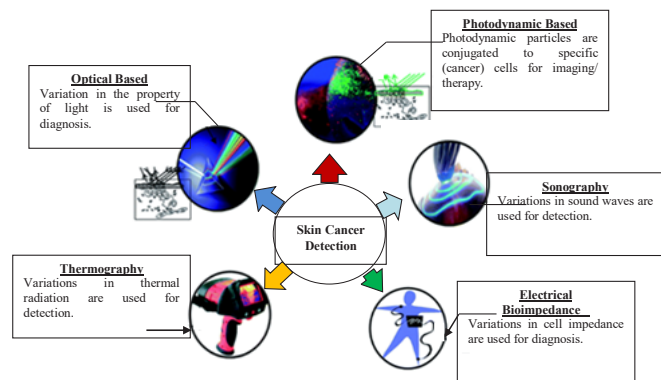 Photodynamic Based
Photodynamic particles are
conjugated to specific
(cancer) cells for imaging/
therapy.
Optical Based
Variation in the property
of light is used for
diagnosis.
Sonography
Variations in sound waves are
used for detection.
Skin Cancer
Detection
Thermography
Variations in thermal
radiation are used for
detection.
Electrical
Bioimpedance
Variations in cell impedance
are used for diagnosis.